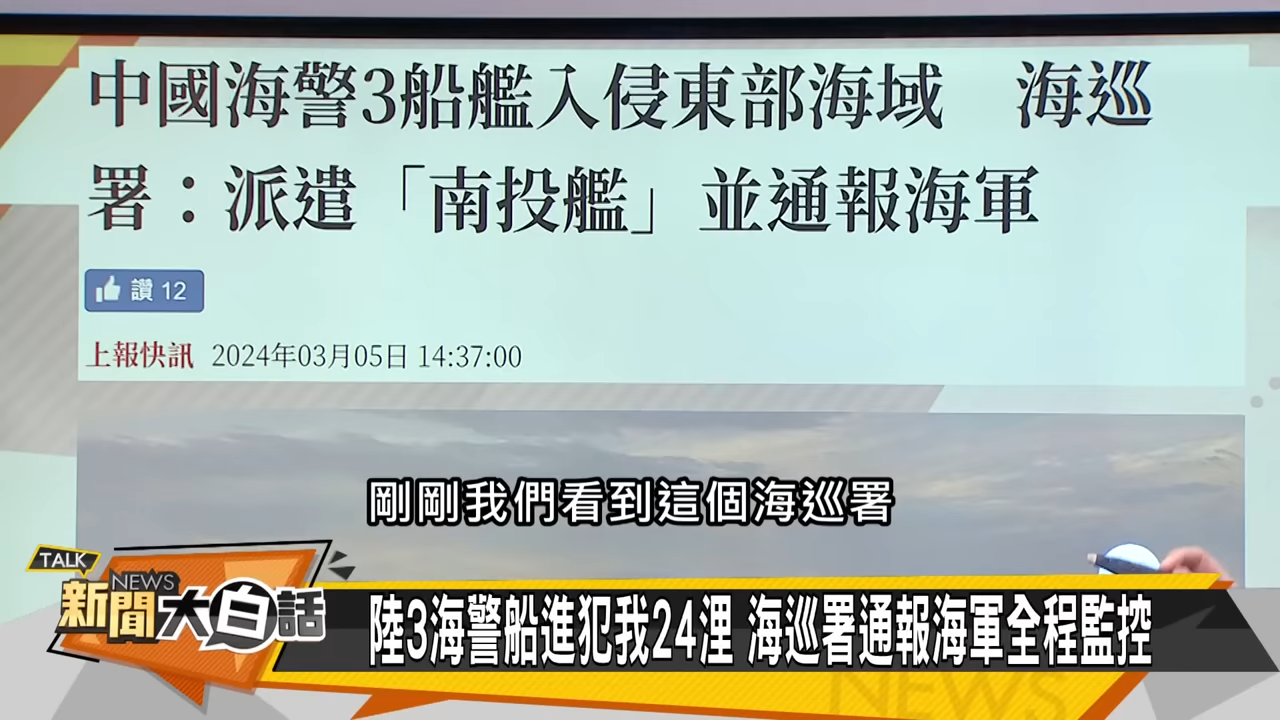 中國海警3船艦入侵東部海域　海巡
署：派遣「南投艦」並通報海軍
讚 12
上報快訊 2024年03月05日 14:37:00
剛剛我們看到這個海巡署
TALK
NEWS
新聞大白話
陸3海警船進犯我24浬 海巡署通報海軍全程監控
NEWS